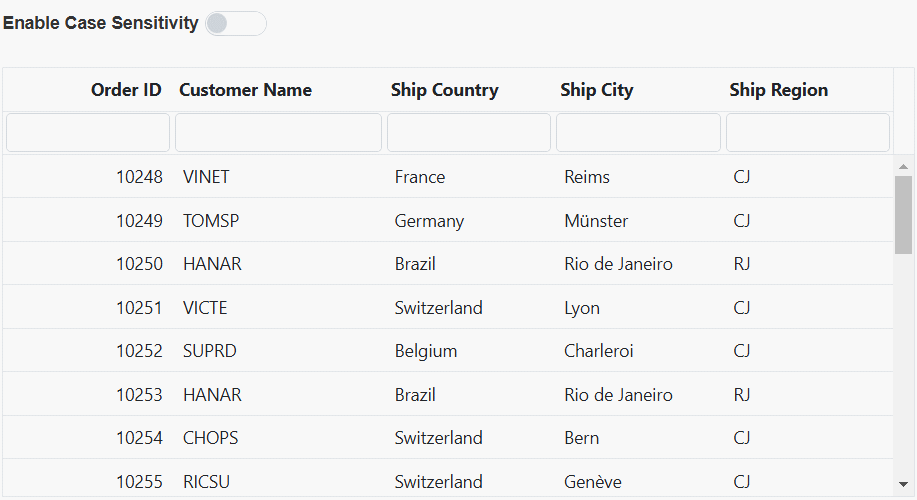 Enable Case Sensitivity
Order ID Customer Name Ship Country Ship City Ship Region
10248 VINET France Reims CJ
10249 TOMSP Germany Münster CJ
10250 HANAR Brazil Rio de Janeiro RJ
10251 VICTE Switzerland Lyon CJ
10252 SUPRD Belgium Charleroi CJ
10253 HANAR Brazil Rio de Janeiro RJ
10254 CHOPS Switzerland Bern CJ
10255 RICSU Switzerland Genève CJ